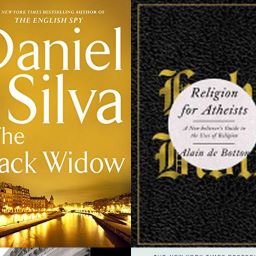 NEW YORK TIMES BESTSELLING AUTHOR OF
THE ENGLISH SPY
Daniel
Silva
The
Black Widow
Religion
for Atheists
A Non-believer's Guide to
the Uses of Religion
Alain de Botton